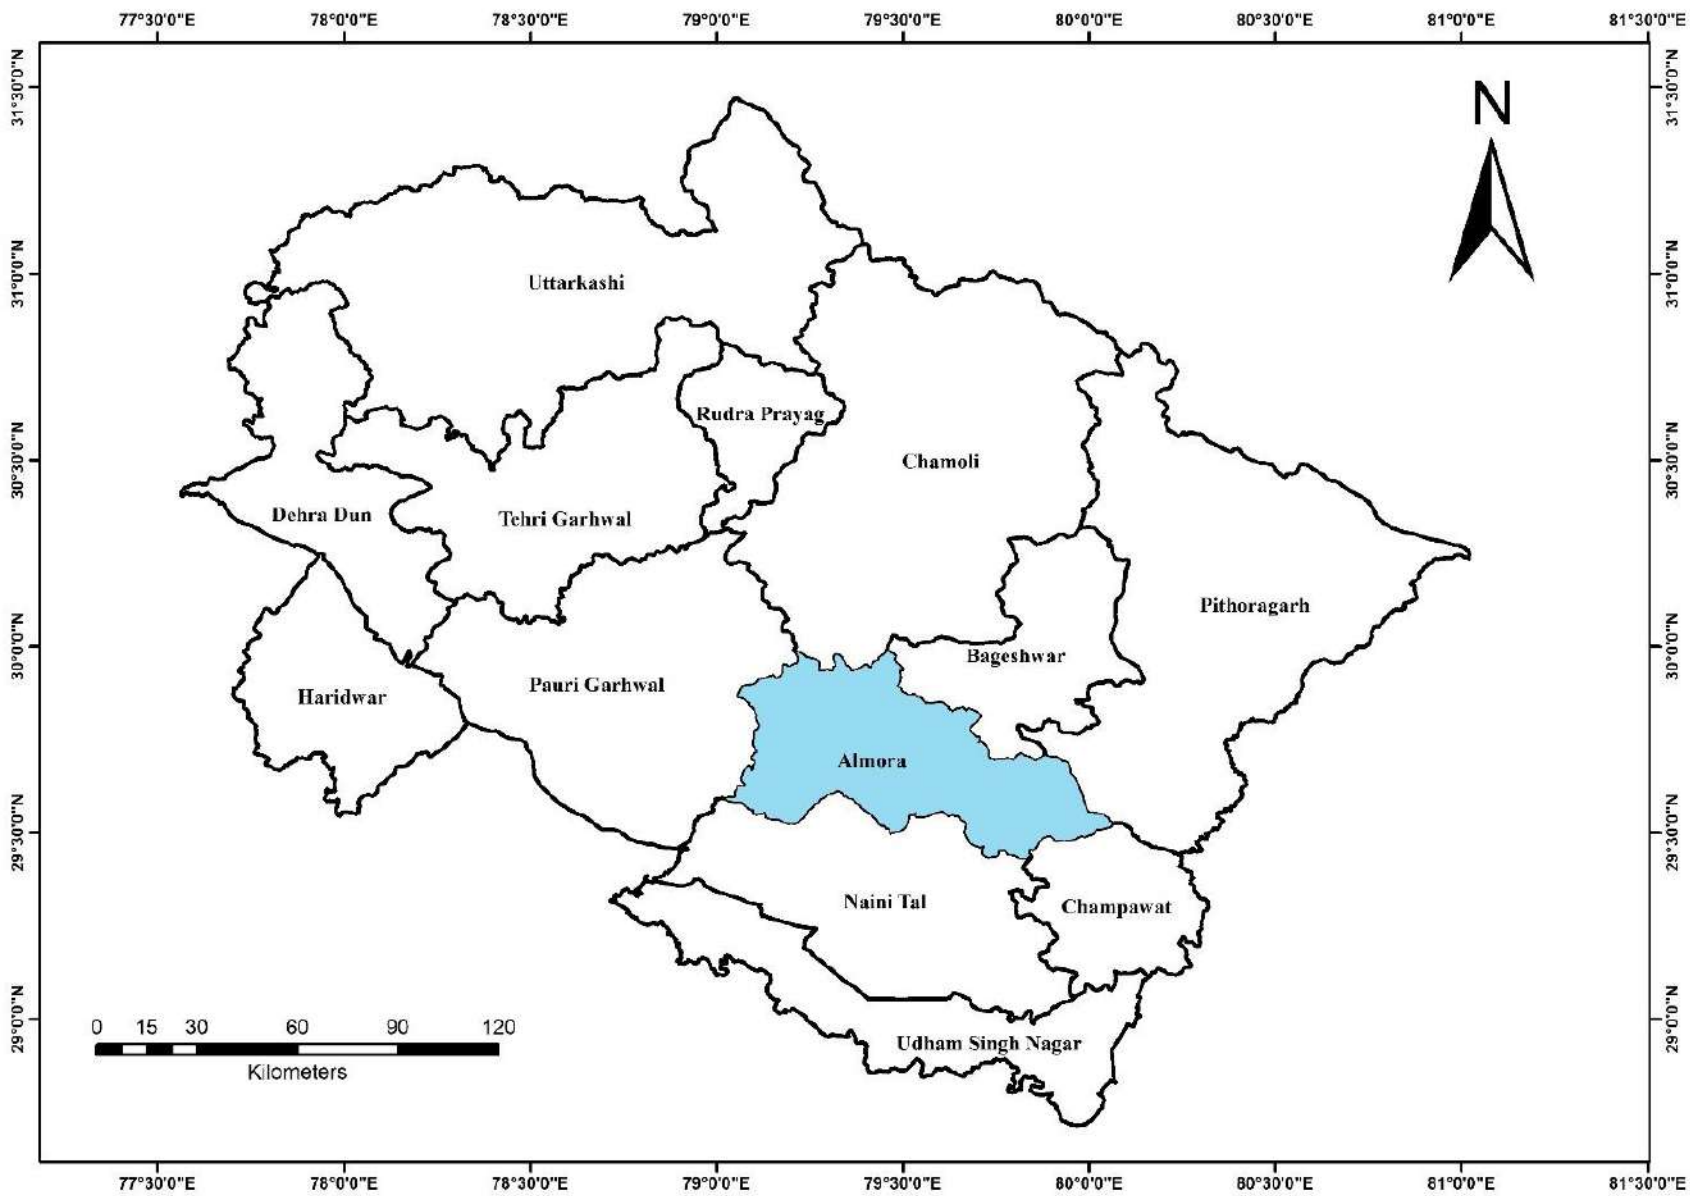 77°30'0"E 78°0'0"E 78°30'0"E 79°0'0"E 79°30'0"E 80°0'0"E 80°30'0"E 81°0'0"E 81°30'0"E
31°30'0"N 31°30'0"N
N
31°0'0"N 31°0'0"N
Uttarkashi
Rudra Prayag
30°30'0"N 30°30'0"N
Chamoli
Dehra Dun
Tehri Garhwal
Pithoragarh
30°0'0"N 30°0'0"N
Bageshwar
Pauri Garhwal
Haridwar
Almora
29°30'0"N 29°30'0"N
Naini Tal
Champawat
29°0'0"N 29°0'0"N
0 15 30 60 90 120
Udham Singh Nagar
Kilometers
77°30'0"E 78°0'0"E 78°30'0"E 79°0'0"E 79°30'0"E 80°0'0"E 80°30'0"E 81°0'0"E 81°30'0"E